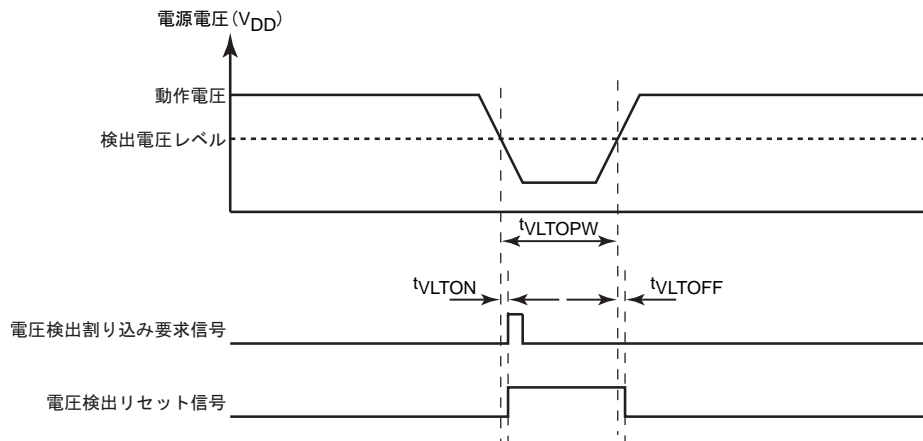 電源電圧(VDD)
動作電圧
検出電圧レベル
tVLTOPW
tVLTON
tVLTOFF
電圧検出割り込み要求信号
電圧検出リセット信号